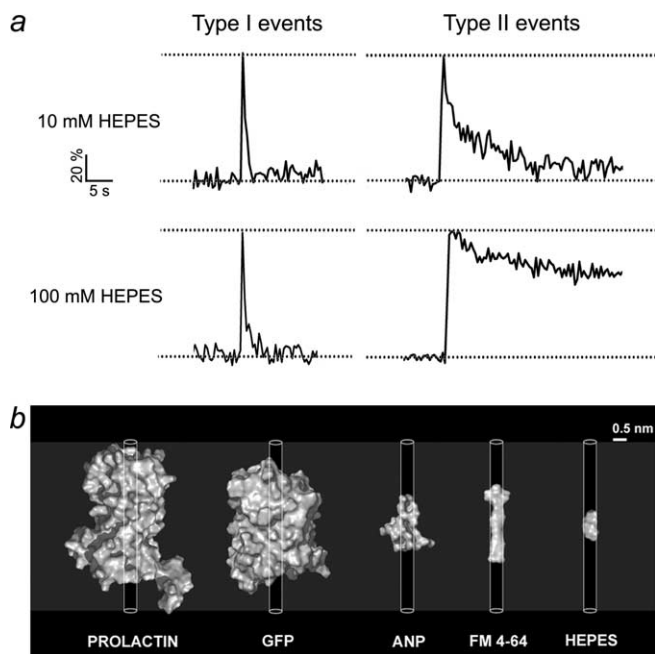 a
Type I events Type II events
10 mM HEPES
20 %
5 s
100 mM HEPES
b
0.5 nm
PROLACTIN GFP ANP FM 4-64 HEPES